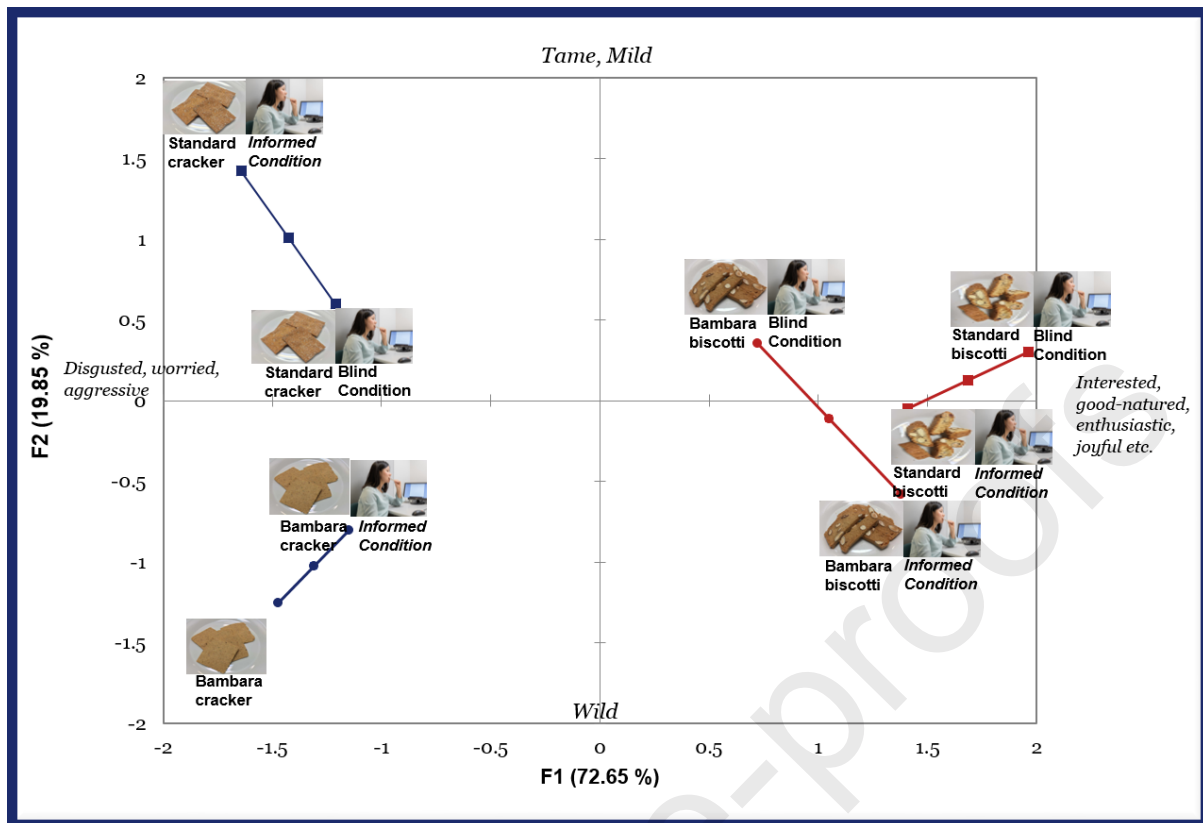 Tame, Mild
2
1.5
1
0.5
0
-0.5
-1
-1.5
-2
F2 (19.85 %)
Standard
cracker
Informed
Condition
Standard
cracker
Blind
Condition
Disgusted, worried,
aggressive
Bambara
biscotti
Blind
Condition
Standard
biscotti
Blind
Condition
Interested,
good-natured,
enthusiastic,
joyful etc.
Standard
biscotti
Informed
Condition
Bambara
cracker
Informed
Condition
Bambara
biscotti
Informed
Condition
Bambara
cracker
Wild
-2
-1.5
-1
-0.5
0
0.5
1
1.5
2
F1 (72.65 %)
-proofs